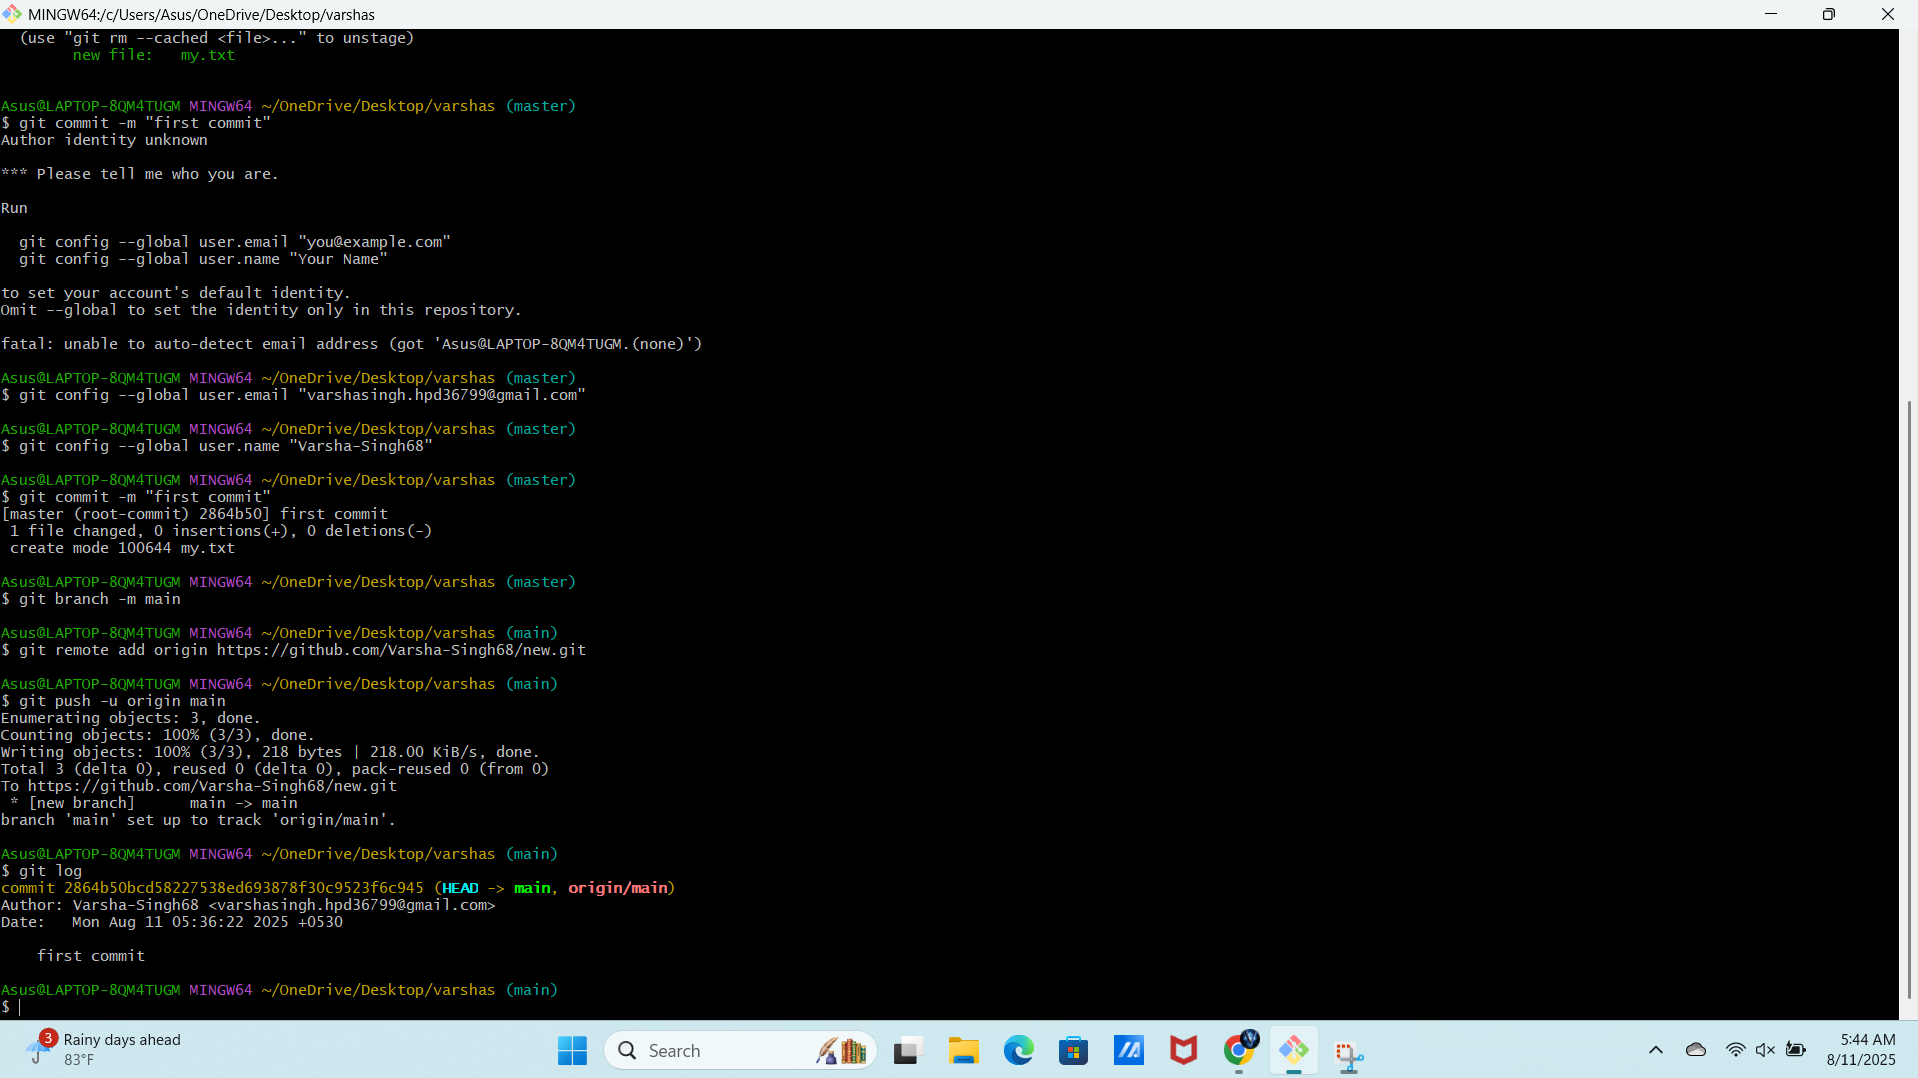 MINGW64:/c/Users/Asus/OneDrive/Desktop/varshas
(use "git rm --cached <file>..." to unstage)
new file:   my.txt
Asus@LAPTOP-8QM4TUGM MINGW64 ~/OneDrive/Desktop/varshas (master)
$ git commit -m "first commit"
Author identity unknown
*** Please tell me who you are.
Run
git config --global user.email "you@example.com"
git config --global user.name "Your Name"
to set your account's default identity.
Omit --global to set the identity only in this repository.
fatal: unable to auto-detect email address (got 'Asus@LAPTOP-8QM4TUGM.(none)')
Asus@LAPTOP-8QM4TUGM MINGW64 ~/OneDrive/Desktop/varshas (master)
$ git config --global user.email "varshasingh.hpd36799@gmail.com"
Asus@LAPTOP-8QM4TUGM MINGW64 ~/OneDrive/Desktop/varshas (master)
$ git config --global user.name "Varsha-Singh68"
Asus@LAPTOP-8QM4TUGM MINGW64 ~/OneDrive/Desktop/varshas (master)
$ git commit -m "first commit"
[master (root-commit) 2864b50] first commit
1 file changed, 0 insertions(+), 0 deletions(-)
create mode 100644 my.txt
Asus@LAPTOP-8QM4TUGM MINGW64 ~/OneDrive/Desktop/varshas (master)
$ git branch -m main
Asus@LAPTOP-8QM4TUGM MINGW64 ~/OneDrive/Desktop/varshas (main)
$ git remote add origin https://github.com/Varsha-Singh68/new.git
Asus@LAPTOP-8QM4TUGM MINGW64 ~/OneDrive/Desktop/varshas (main)
$ git push -u origin main
Enumerating objects: 3, done.
Counting objects: 100% (3/3), done.
Writing objects: 100% (3/3), 218 bytes | 218.00 KiB/s, done.
Total 3 (delta 0), reused 0 (delta 0), pack-reused 0 (from 0)
To https://github.com/Varsha-Singh68/new.git
* [new branch]      main -> main
branch 'main' set up to track 'origin/main'.
Asus@LAPTOP-8QM4TUGM MINGW64 ~/OneDrive/Desktop/varshas (main)
$ git log
commit 2864b50bcd58227538ed693878f30c9523f6c945 (HEAD -> main, origin/main)
Author: Varsha-Singh68 <varshasingh.hpd36799@gmail.com>
Date:   Mon Aug 11 05:36:22 2025 +0530
first commit
Asus@LAPTOP-8QM4TUGM MINGW64 ~/OneDrive/Desktop/varshas (main)
$
3
Rainy days ahead
83°F
Search
5:44 AM
8/11/2025